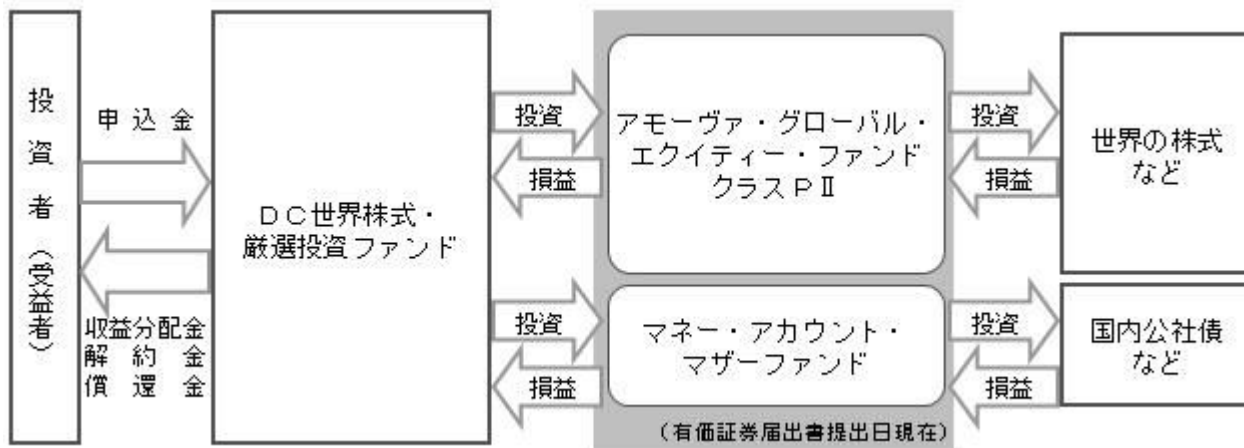 投資者(受益者)
申込金
収益分配金
解約金
償還金
DC世界株式・
厳選投資ファンド
投資
損益
投資
損益
アモーヴァ・グローバル・
エクイティー・ファンド
クラスPⅡ
マネー・アカウント・
マザーファンド
(有価証券届出書提出日現在)
投資
損益
投資
損益
世界の株式
など
国内公社債
など